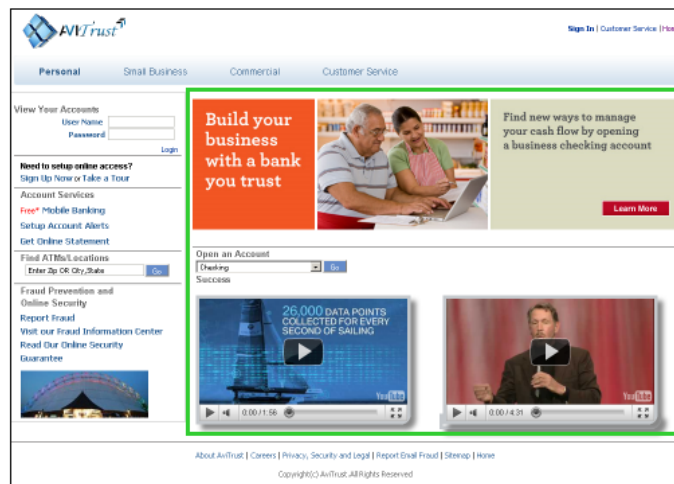 AVITrust
Sign In | Customer Service |
Personal Small Business Commercial Customer Service
View Your Accounts
User Name
Password
Login
Need to setup online access?
Sign Up Now or Take a Tour
Account Services
Free* Mobile Banking
Setup Account Alerts
Get Online Statement
Find ATMs/Locations
Enter Zip OR City,State Go
Fraud Prevention and
Online Security
Report Fraud
Visit our Fraud Information Center
Read Our Online Security
Guarantee
Build your
business
with a bank
you trust
Find new ways to manage
your cash flow by opening
a business checking account
Learn More
Open an Account
Checking Go
Success
26,000 DATA POINTS
COLLECTED FOR EVERY
SECOND OF SAILING
YouTube
0:00 / 1:56
YouTube
0:00 / 4:31
About AviTrust | Careers | Privacy, Security and Legal | Report Email Fraud | Sitemap | Home
Copyright(c) AviTrust.All Rights Reserved